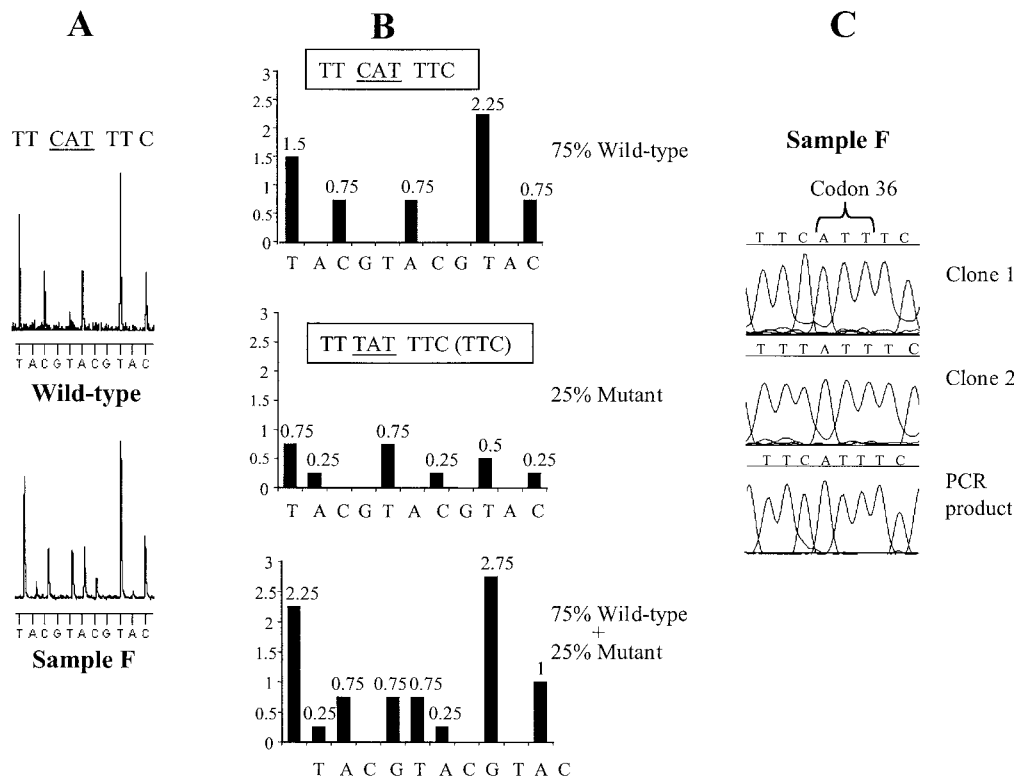 A
TT CAT TT C
T A C G T A C G T A C
Wild-type
T A C G T A C G T A C
Sample F
B
TT CAT TTC
3
2.5
2
1.5
1
0.5
0
1.5
0.75
0.75
2.25
0.75
T A C G T A C G T A C
75% Wild-type
TT TAT TTC (TTC)
3
2.5
2
1.5
1
0.5
0
0.75
0.25
0.75
0.25
0.5
0.25
T A C G T A C G T A C
25% Mutant
3
2.5
2
1.5
1
0.5
0
2.25
0.25
0.75
0.75
0.75
0.25
2.75
1
T A C G T A C G T A C
75% Wild-type
+
25% Mutant
C
Sample F
Codon 36
T T C A T T T C
Clone 1
T T T A T T T C
Clone 2
T T C A T T T C
PCR
product